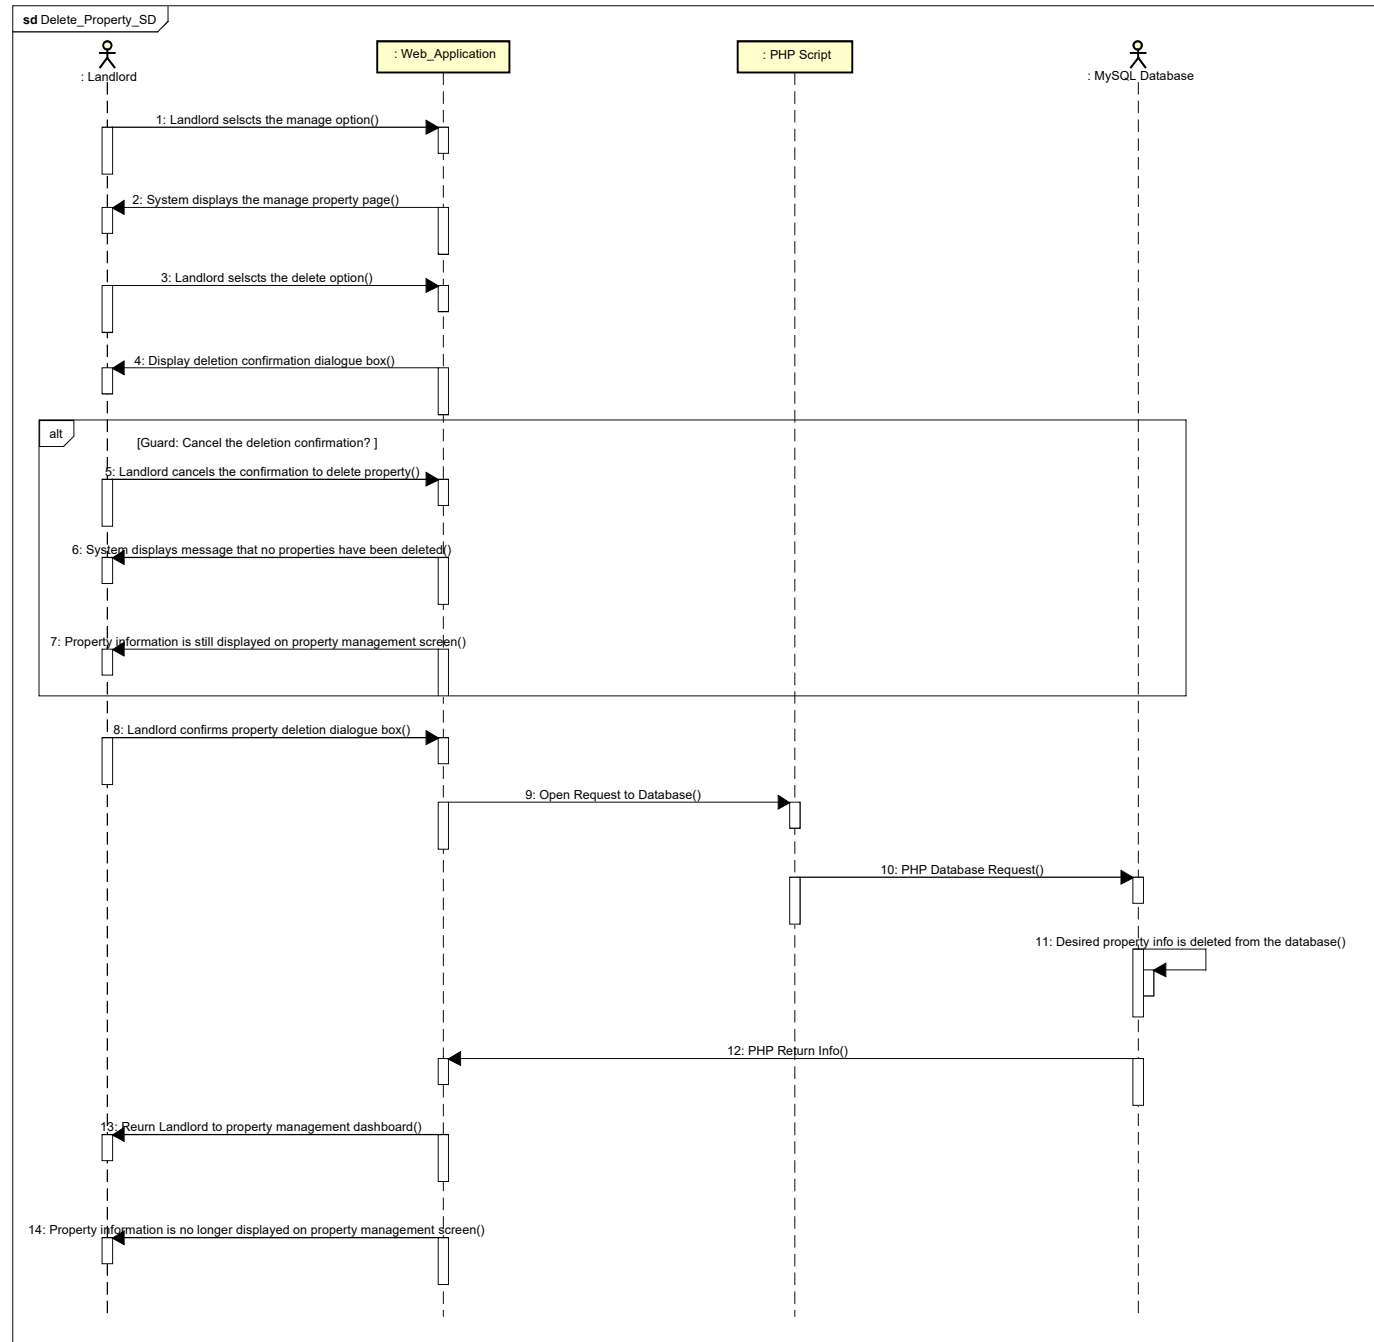 sd Delete_Property_SD
: Landlord
: Web_Application
: PHP Script
: MySQL Database
1: Landlord selscts the manage option()
2: System displays the manage property page()
3: Landlord selscts the delete option()
4: Display deletion confirmation dialogue box()
alt
[Guard: Cancel the deletion confirmation? ]
5: Landlord cancels the confirmation to delete property()
6: System displays message that no properties have been deleted()
7: Property information is still displayed on property management screen()
8: Landlord confirms property deletion dialogue box()
9: Open Request to Database()
10: PHP Database Request()
11: Desired property info is deleted from the database()
12: PHP Return Info()
13: Reurn Landlord to property management dashboard()
14: Property information is no longer displayed on property management screen()